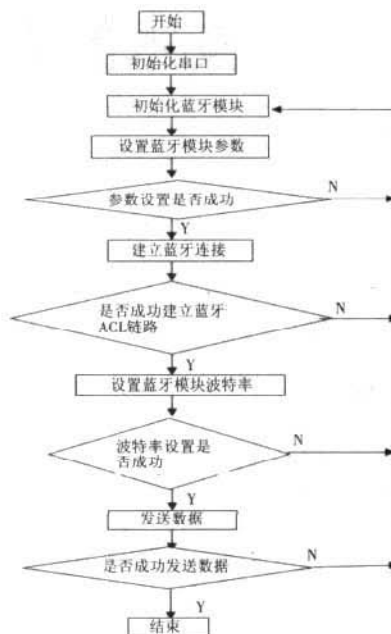 开始
初始化串口
初始化蓝牙模块
设置蓝牙模块参数
N
参数设置是否成功
Y
建立蓝牙连接
是否成功建立蓝牙
ACL链路
N
Y
设置蓝牙模块波特率
N
波特率设置是
否成功
Y
发送数据
N
是否成功发送数据
Y
结束